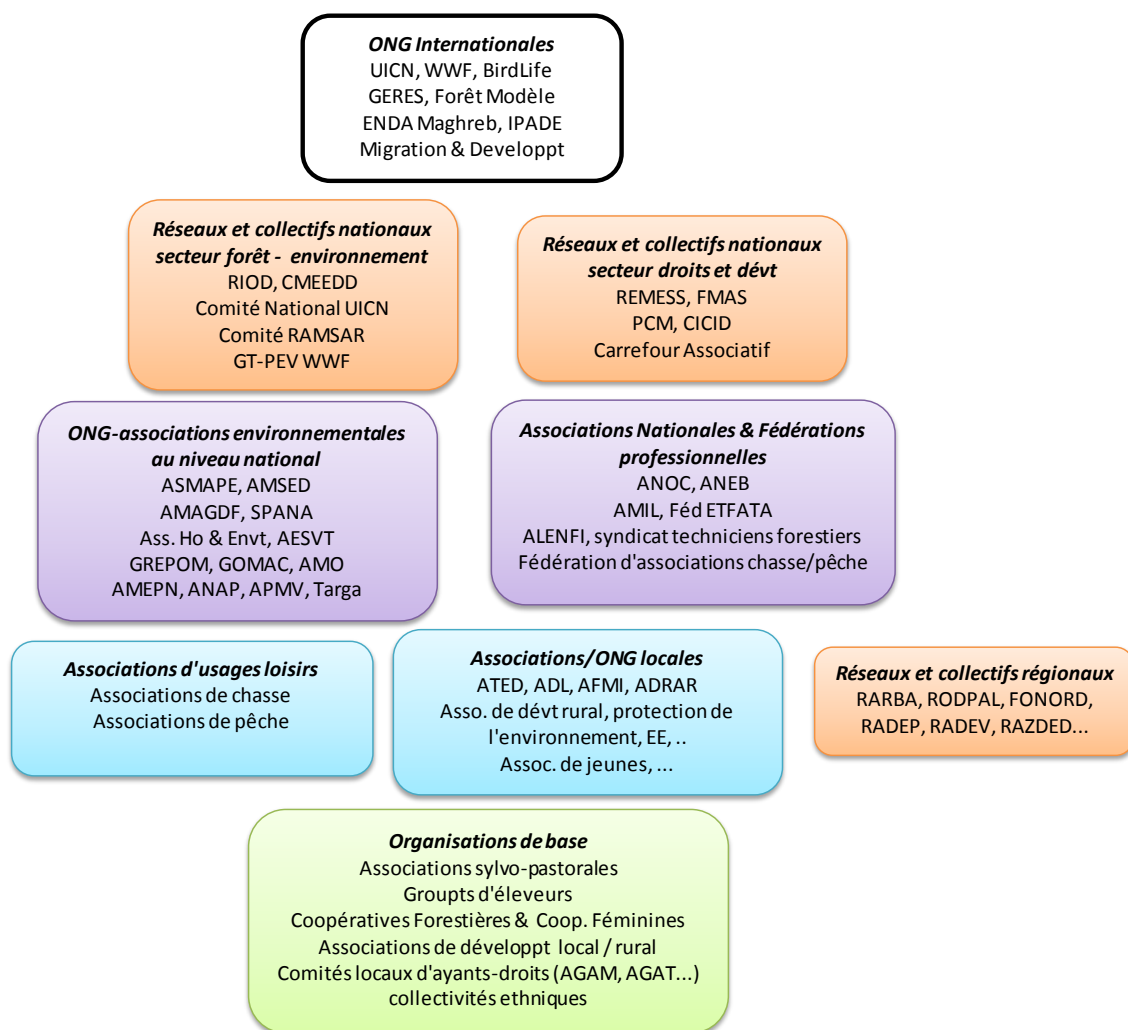 ONG Internationales
UICN, WWF, BirdLife
GERES, Forêt Modèle
ENDA Maghreb, IPADE
Migration & Developpt
Réseaux et collectifs nationaux
secteur forêt - environnement
RIOD, CMEEDD
Comité National UICN
Comité RAMSAR
GT-PEV WWF
Réseaux et collectifs nationaux
secteur droits et dévt
REMESS, FMAS
PCM, CICID
Carrefour Associatif
ONG-associations environnementales
au niveau national
ASMAPE, AMSED
AMAGDF, SPANA
Ass. Ho & Envt, AESVT
GREPOM, GOMAC, AMO
AMEPN, ANAP, APMV, Targa
Associations Nationales & Fédérations
professionnelles
ANOC, ANEB
AMIL, Féd ETFATA
ALENFI, syndicat techniciens forestiers
Fédération d'associations chasse/pêche
Associations d'usages loisirs
Associations de chasse
Associations de pêche
Associations/ONG locales
ATED, ADL, AFMI, ADRAR
Asso. de dévt rural, protection de
l'environnement, EE, ..
Assoc. de jeunes, ...
Réseaux et collectifs régionaux
RARBA, RODPAL, FONORD,
RADEP, RADEV, RAZDED...
Organisations de base
Associations sylvo-pastorales
Groupts d'éleveurs
Coopératives Forestières & Coop. Féminines
Associations de développt local / rural
Comités locaux d'ayants-droits (AGAM, AGAT...)
collectivités ethniques